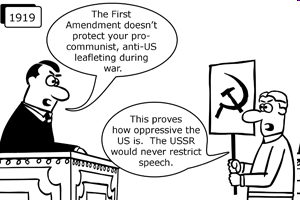 1919
The First
Amendment doesn't
protect your pro-
communist, anti-US
leafleting during
war.
This proves
how oppressive the
US is. The USSR
would never restrict
speech.